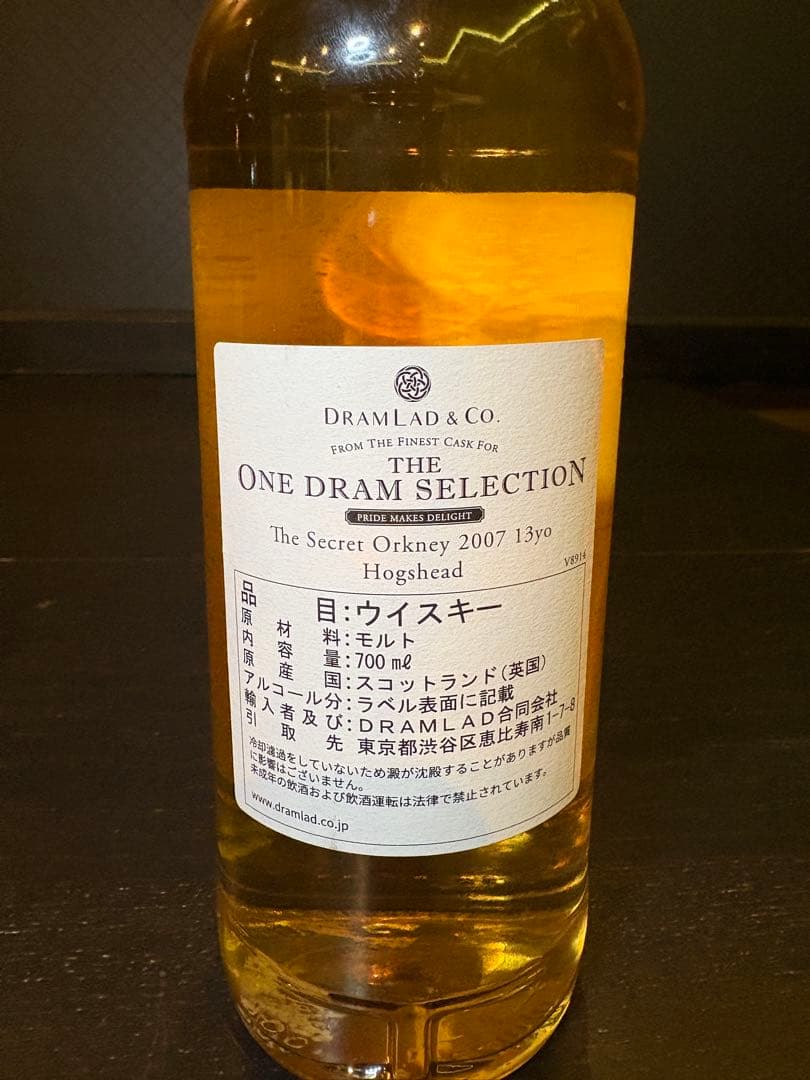 DRAMLAD & CO.
FROM THE FINEST CASK FOR
THE
ONE DRAM SELECTION
PRIDE MAKES DELIGHT
The Secret Orkney 2007 13yo
Hogshead
V8914
品目:ウイスキー
原材料:モルト
内容量:700㎖
原産国:スコットランド(英国)
アルコール分:ラベル表面に記載
輸入者及び:DRAMLAD合同会社
引取先 東京都渋谷区恵比寿南1-7-8
冷却濾過をしていないため澱が沈殿することがありますが品質
に影響はございません。
未成年の飲酒および飲酒運転は法律で禁止されています。
www.dramlad.co.jp